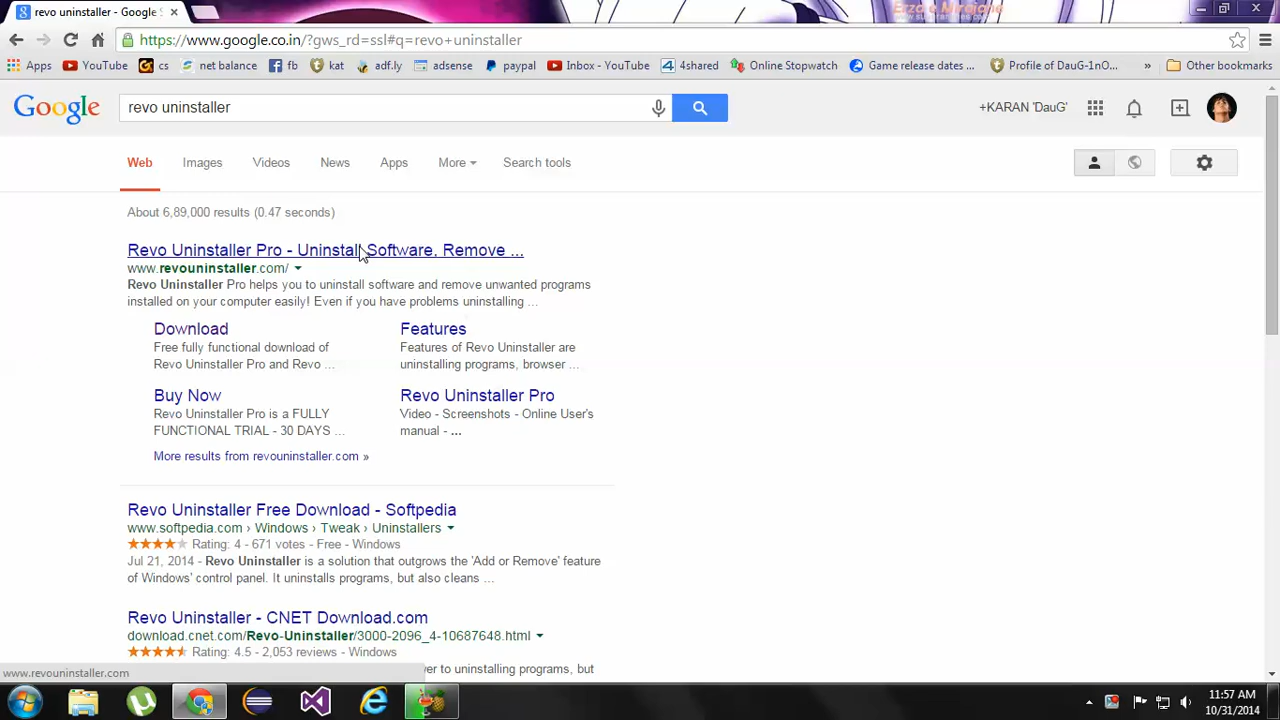 revo uninstaller - Google S
Erza & Mirajane
https://www.google.co.in/?gws_rd=ssl#q=revo+uninstaller
Apps YouTube cs net balance fb kat adf.ly adsense paypal Inbox - YouTube 4shared Online Stopwatch Game release dates ... Profile of DauG-1nO... » Other bookmarks
Google revo uninstaller +KARAN 'DauG'
Web Images Videos News Apps More Search tools
About 6,89,000 results (0.47 seconds)
Revo Uninstaller Pro - Uninstall Software, Remove ...
www.revouninstaller.com/
Revo Uninstaller Pro helps you to uninstall software and remove unwanted programs
installed on your computer easily! Even if you have problems uninstalling ...
Download
Free fully functional download of
Revo Uninstaller Pro and Revo ...
Features
Features of Revo Uninstaller are
uninstalling programs, browser ...
Buy Now
Revo Uninstaller Pro is a FULLY
FUNCTIONAL TRIAL - 30 DAYS ...
Revo Uninstaller Pro
Video - Screenshots - Online User's
manual - ...
More results from revouninstaller.com »
Revo Uninstaller Free Download - Softpedia
www.softpedia.com › Windows › Tweak › Uninstallers
Rating: 4 - 671 votes - Free - Windows
Jul 21, 2014 - Revo Uninstaller is a solution that outgrows the 'Add or Remove' feature
of Windows' control panel. It uninstalls programs, but also cleans ...
Revo Uninstaller - CNET Download.com
download.cnet.com/Revo-Uninstaller/3000-2096_4-10687648.html
Rating: 4.5 - 2,053 reviews - Windows
er to uninstalling programs, but
www.revouninstaller.com
11:57 AM
10/31/2014